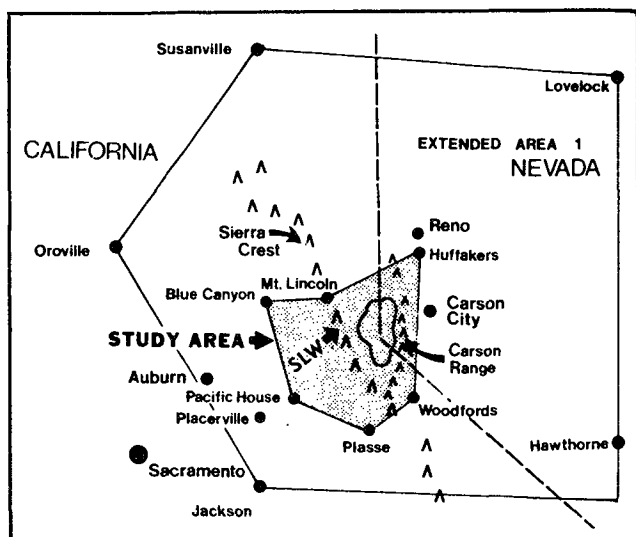 Susanville
Lovelock
CALIFORNIA
EXTENDED AREA 1
NEVADA
Reno
Sierra
Crest
Oroville
Huffakers
Mt. Lincoln
Blue Canyon
Carson
City
STUDY AREA
SLW
Carson
Range
Auburn
Pacific House
Placerville
Woodfords
Plasse
Hawthorne
Sacramento
Jackson